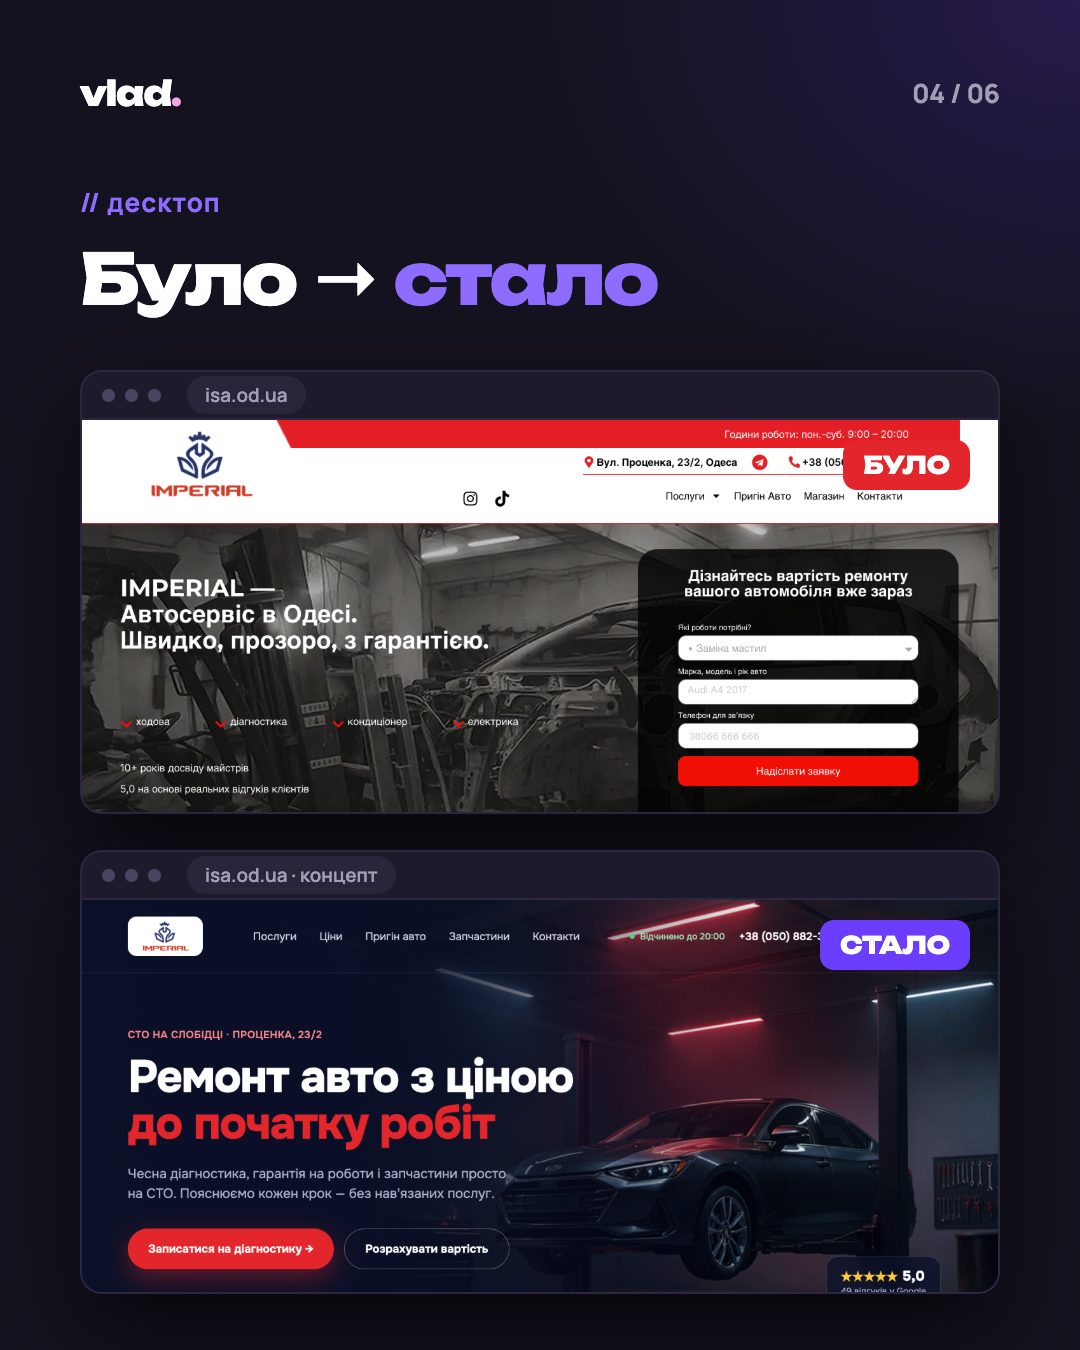 vlad.
04 / 06
// десктоп
Було → стало
isa.od.ua
Години роботи: пон.-суб. 9:00 – 20:00
IMPERIAL
Вул. Проценка, 23/2, Одеса
+38 (050
БУЛО
Послуги Пригін Авто Магазин Контакти
IMPERIAL —
Автосервіс в Одесі.
Швидко, прозоро, з гарантією.
ходова діагностика кондиціонер електрика
10+ років досвіду майстрів
5,0 на основі реальних відгуків клієнтів
Дізнайтесь вартість ремонту
вашого автомобіля вже зараз
Які роботи потрібні?
• Заміна мастил
Марка, модель і рік авто
Audi A4 2017
Телефон для зв'язку
38066 666 666
Надіслати заявку
isa.od.ua · концепт
IMPERIAL
Послуги Ціни Пригін авто Запчастини Контакти
Відчинено до 20:00 +38 (050) 882-3
СТАЛО
СТО НА СЛОБІДЦІ · ПРОЦЕНКА, 23/2
Ремонт авто з ціною
до початку робіт
Чесна діагностика, гарантія на роботи і запчастини просто
на СТО. Пояснюємо кожен крок — без нав'язаних послуг.
Записатися на діагностику →
Розрахувати вартість
★★★★★ 5,0
49 відгуків у Google